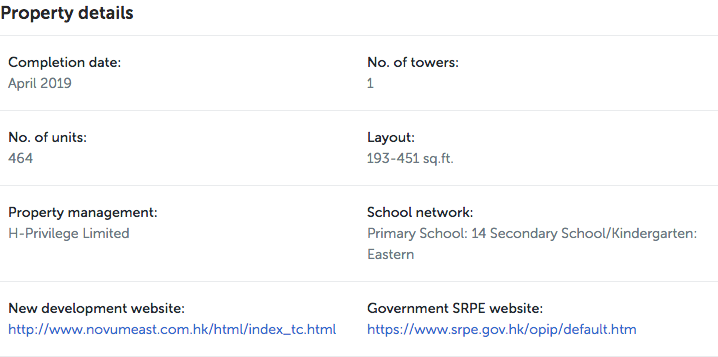 Property details
Completion date:
April 2019
No. of towers:
1
No. of units:
464
Layout:
193-451 sq.ft.
Property management:
H-Privilege Limited
School network:
Primary School: 14 Secondary School/Kindergarten:
Eastern
New development website:
http://www.novumeast.com.hk/html/index_tc.html
Government SRPE website:
https://www.srpe.gov.hk/opip/default.htm